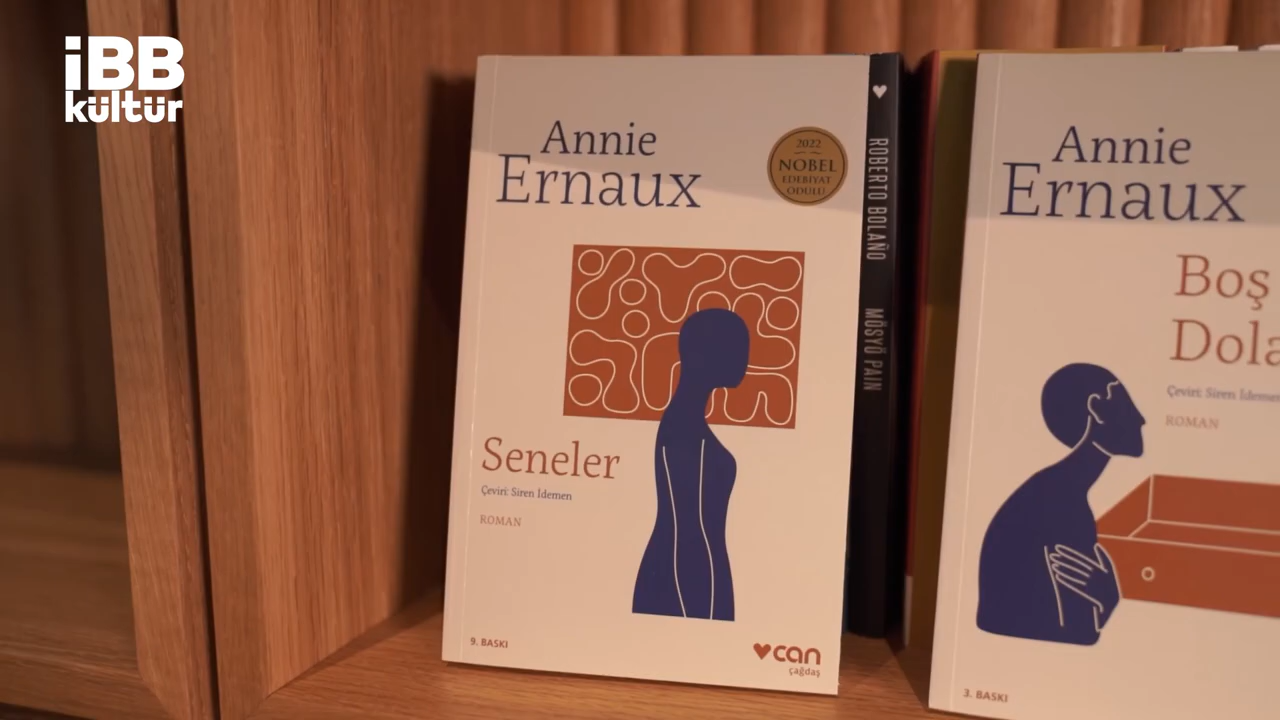 iBB
kültür
Annie
Ernaux
2022
NOBEL
EDEBİYAT
ÖDÜLÜ
Seneler
Çeviri: Siren İdemen
ROMAN
9. BASKI
can
çağdaş
ROBERTO BOLAÑO
MÖSYÖ PAIN
Annie
Ernaux
Boş
Dola
Çeviri: Siren İdemen
ROMAN
3. BASKI